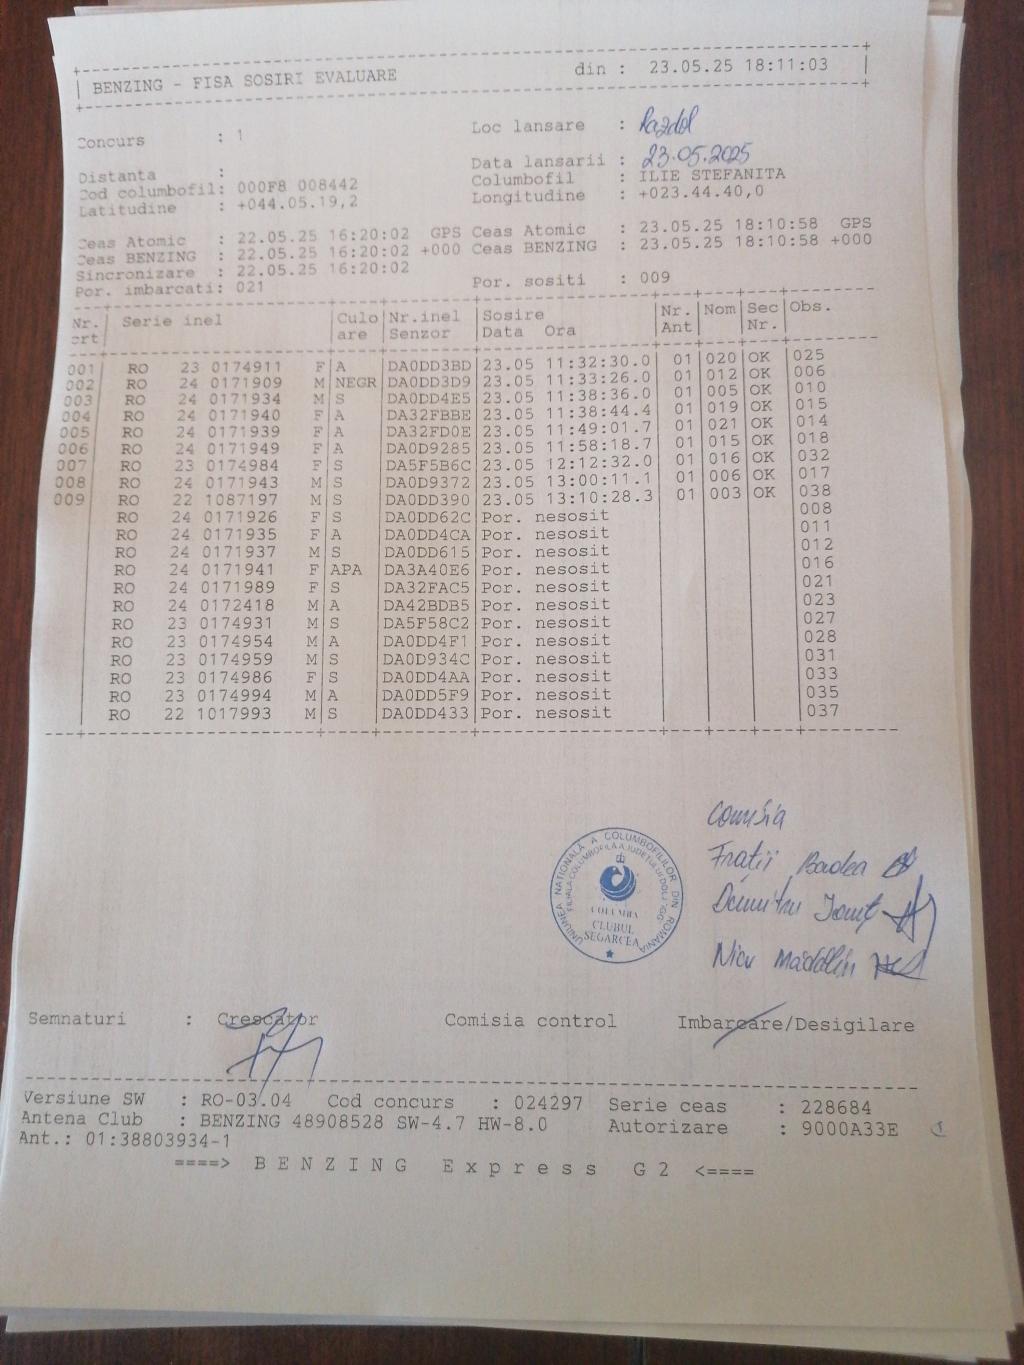 BENZING - FISA SOSIRI EVALUARE din : 23.05.25 18:11:03
Concurs : 1 Loc lansare : Razdol
Data lansarii : 23.05.2025
Distanta :
Cod columbofil: 000F8 008442 Columbofil : ILIE STEFANITA
Latitudine : +044.05.19,2 Longitudine : +023.44.40,0
Ceas Atomic : 22.05.25 16:20:02 GPS Ceas Atomic : 23.05.25 18:10:58 GPS
Ceas BENZING : 22.05.25 16:20:02 +000 Ceas BENZING : 23.05.25 18:10:58 +000
Sincronizare : 22.05.25 16:20:02
Por. imbarcati: 021 Por. sositi : 009
Nr. Serie inel Culo Nr.inel Sosire Nr. Nom Sec Obs.
crt are Senzor Data Ora Ant Nr.
001 RO 23 0174911 F A DA0DD3BD 23.05 11:32:30.0 01 020 OK 025
002 RO 24 0171909 M NEGR DA0DD3D9 23.05 11:33:26.0 01 012 OK 006
003 RO 24 0171934 M S DA0DD4E5 23.05 11:38:36.0 01 005 OK 010
004 RO 24 0171940 F A DA32FBBE 23.05 11:38:44.4 01 019 OK 015
005 RO 24 0171939 F A DA32FD0E 23.05 11:49:01.7 01 021 OK 014
006 RO 24 0171949 F A DA0D9285 23.05 11:58:18.7 01 015 OK 018
007 RO 23 0174984 F S DA5F5B6C 23.05 12:12:32.0 01 016 OK 032
008 RO 24 0171943 M S DA0D9372 23.05 13:00:11.1 01 006 OK 017
009 RO 22 1087197 M S DA0DD390 23.05 13:10:28.3 01 003 OK 038
RO 24 0171926 F S DA0DD62C Por. nesosit 008
RO 24 0171935 F A DA0DD4CA Por. nesosit 011
RO 24 0171937 M S DA0DD615 Por. nesosit 012
RO 24 0171941 F APA DA3A40E6 Por. nesosit 016
RO 24 0171989 F S DA32FAC5 Por. nesosit 021
RO 24 0172418 M A DA42BDB5 Por. nesosit 023
RO 23 0174931 M S DA5F58C2 Por. nesosit 027
RO 23 0174954 M A DA0DD4F1 Por. nesosit 028
RO 23 0174959 M S DA0D934C Por. nesosit 031
RO 23 0174986 F S DA0DD4AA Por. nesosit 033
RO 23 0174994 M A DA0DD5F9 Por. nesosit 035
RO 22 1017993 M S DA0DD433 Por. nesosit 037
Comisia
Frații Badea
Dumitru Ionuț
Nicu Mădălin
UNIUNEA NAȚIONALĂ A COLUMBOFILILOR DIN ROMANIA
FILIALA COLUMBOFILĂ A JUDEȚULUI DOLJ
COLUMBA
CLUBUL
SEGARCEA
Semnaturi : Crescator Comisia control Imbarcare/Desigilare
Versiune SW : RO-03.04 Cod concurs : 024297 Serie ceas : 228684
Antena Club : BENZING 48908528 SW-4.7 HW-8.0 Autorizare : 9000A33E
Ant.: 01:38803934-1
====> BENZING Express G2 <====